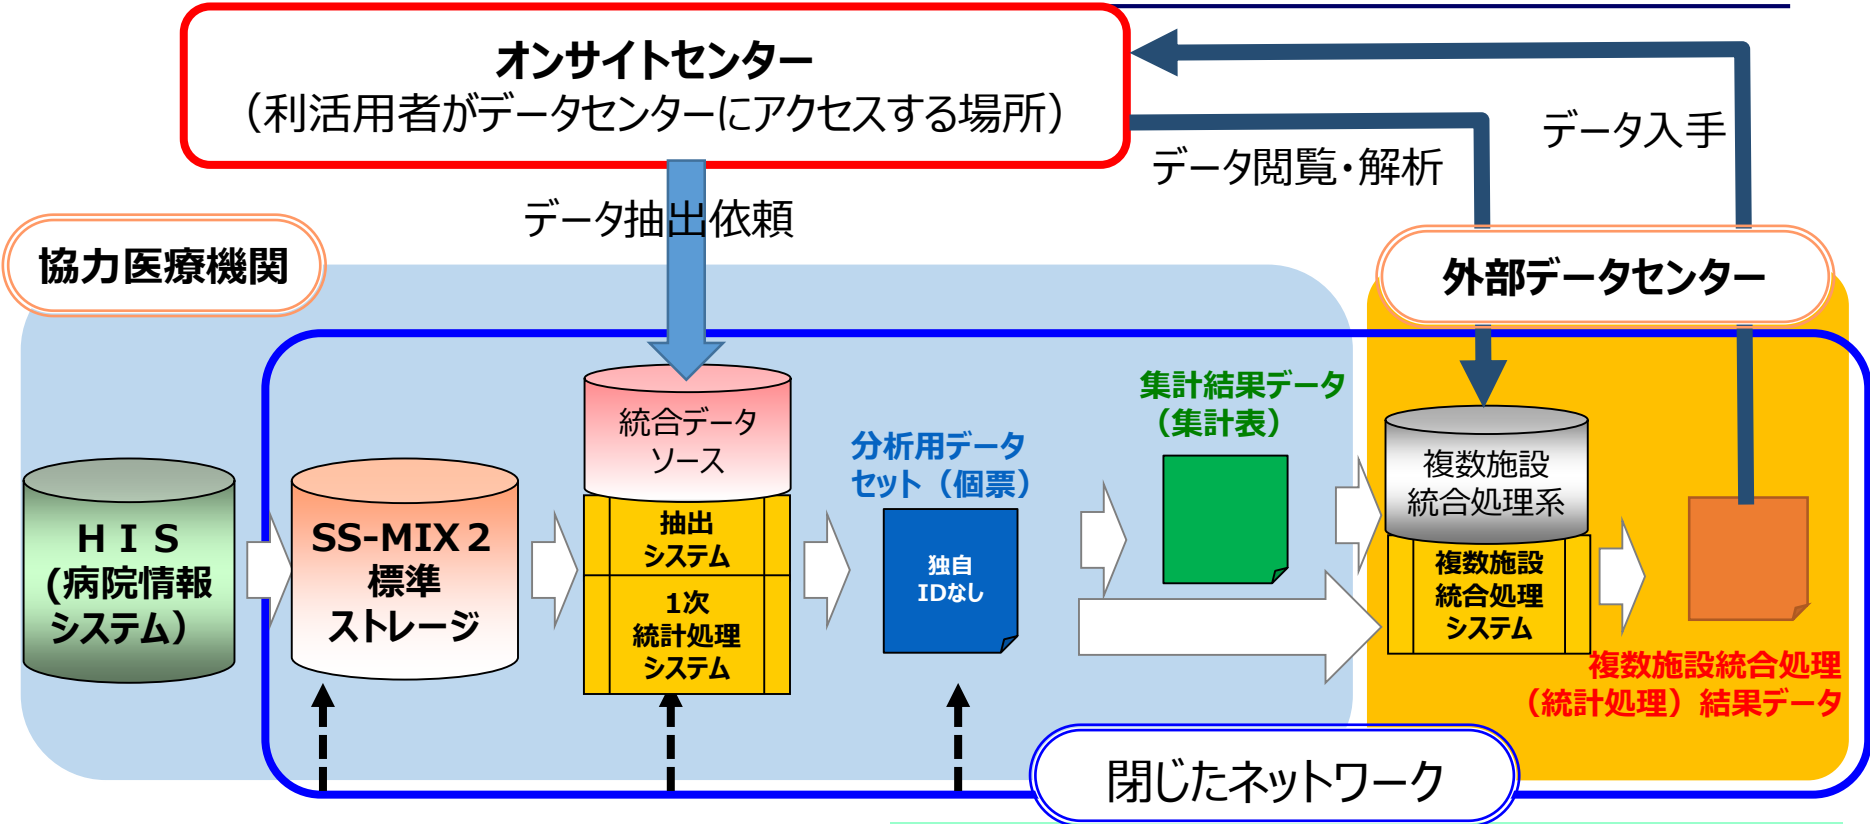 オンサイトセンター
（利活用者がデータセンターにアクセスする場所）
データ入手
データ閲覧・解析
データ抽出依頼
協力医療機関
外部データセンター
集計結果データ
（集計表）
統合データ
ソース
分析用データ
セット（個票）
複数施設
統合処理系
ＨＩＳ
(病院情報
システム）
SS-MIX２
標準
ストレージ
抽出
システム
1次
統計処理
システム
独自
IDなし
複数施設
統合処理
システム
複数施設統合処理
（統計処理）結果データ
閉じたネットワーク